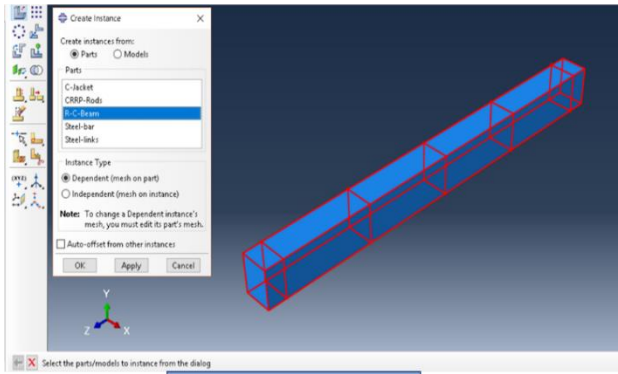 Create Instance
Create instances from:
Parts Models
Parts
C-Jacket
CRRP-Rods
R-C-Beam
Steel-bar
Steel-links
Instance Type
Dependent (mesh on part)
Independent (mesh on instance)
Note: To change a Dependent instance's
mesh, you must edit its part's mesh.
Auto-offset from other instances
OK Apply Cancel
Y
Z X
Select the parts/models to instance from the dialog